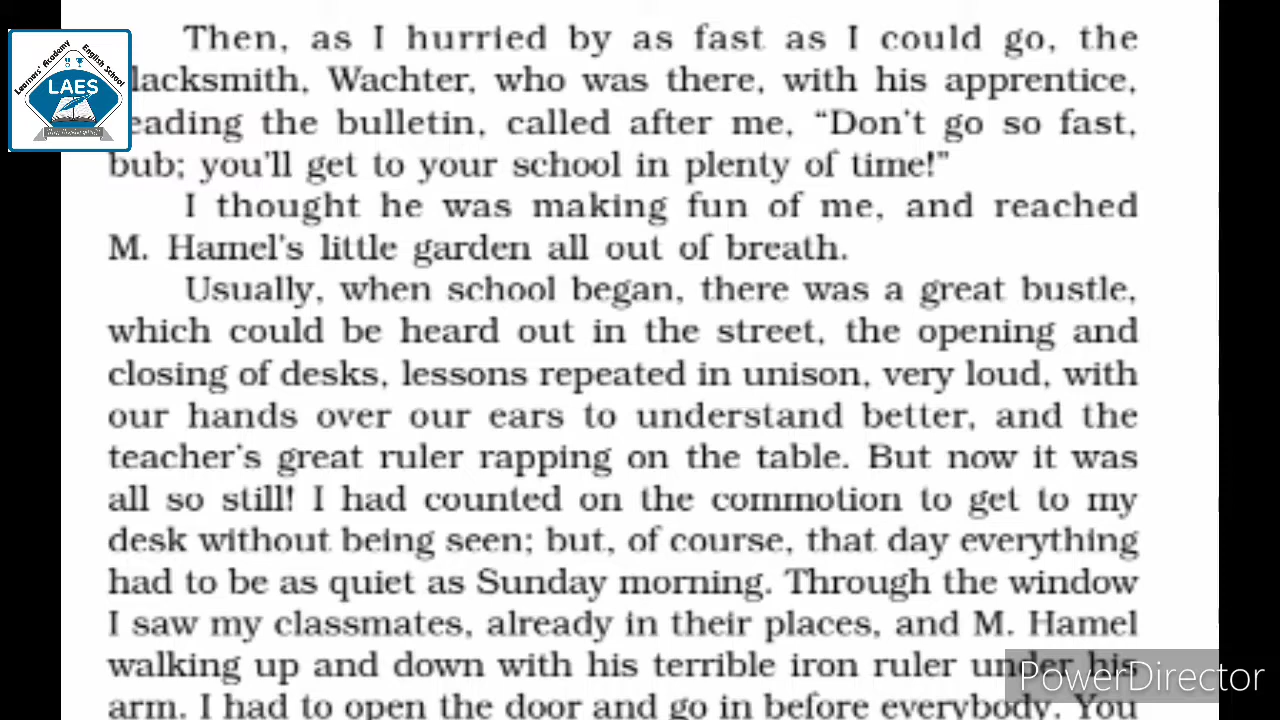 Then, as I hurried by as fast as I could go, the
lacksmith, Wachter, who was there, with his apprentice,
eading the bulletin, called after me, “Don't go so fast,
bub; you'll get to your school in plenty of time!”
I thought he was making fun of me, and reached
M. Hamel's little garden all out of breath.
Usually, when school began, there was a great bustle,
which could be heard out in the street, the opening and
closing of desks, lessons repeated in unison, very loud, with
our hands over our ears to understand better, and the
teacher's great ruler rapping on the table. But now it was
all so still! I had counted on the commotion to get to my
desk without being seen; but, of course, that day everything
had to be as quiet as Sunday morning. Through the window
I saw my classmates, already in their places, and M. Hamel
walking up and down with his terrible iron ruler under his
arm. I had to open the door and go in before everybody. You
Learners' Academy English School
LAES
PowerDirector